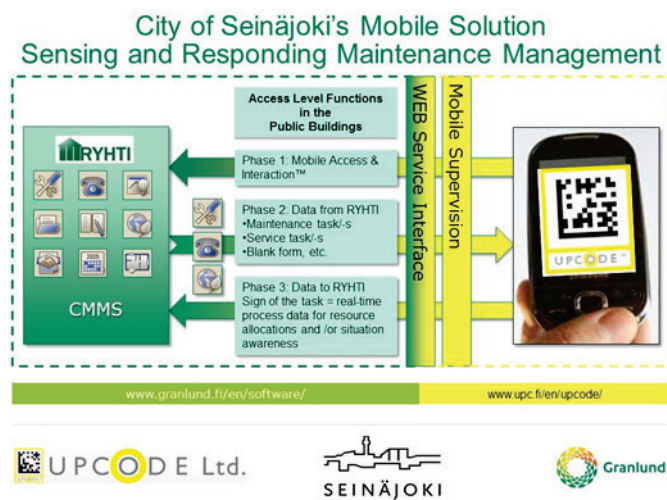 City of Seinäjoki's Mobile Solution
Sensing and Responding Maintenance Management
Access Level Functions
in the
Public Buildings
RYHTI
Phase 1: Mobile Access &
Interaction™
Phase 2: Data from RYHTI
•Maintenance task/-s
•Service task/-s
•Blank form, etc.
Phase 3: Data to RYHTI
Sign of the task = real-time
process data for resource
allocations and /or situation
awareness
CMMS
WEB Service Interface
Mobile Supervision
UPCODE™
www.granlund.fi/en/software/
www.upc.fi/en/upcode/
UPCODE Ltd.
SEINÄJOKI
Granlund